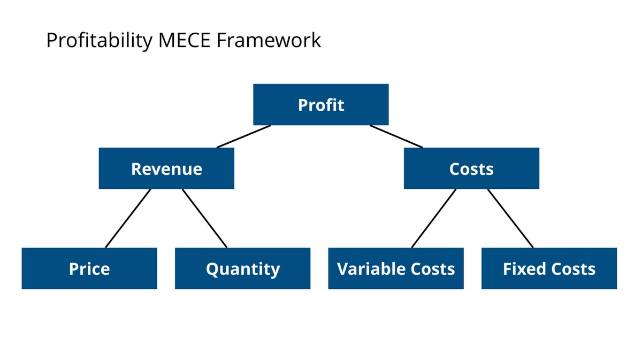 Profitability MECE Framework
Profit
Revenue
Costs
Price
Quantity
Variable Costs
Fixed Costs